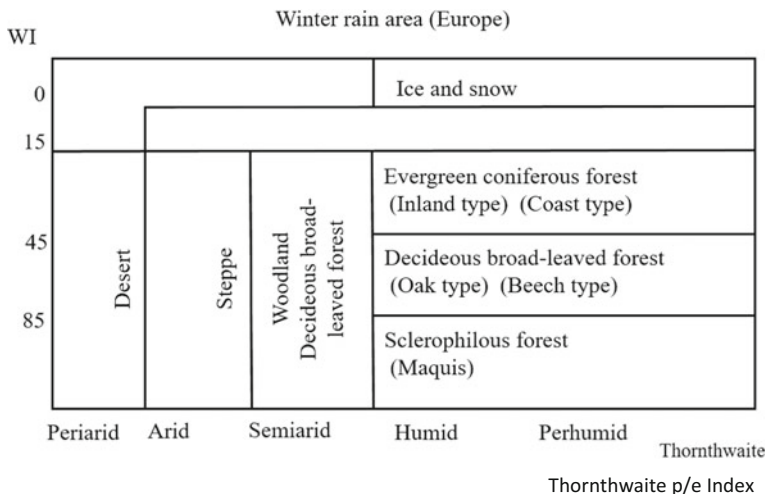 Winter rain area (Europe)
WI
0
15
45
85
Ice and snow
Desert
Steppe
Woodland
Decideous broad-
leaved forest
Evergreen coniferous forest
(Inland type) (Coast type)
Decideous broad-leaved forest
(Oak type) (Beech type)
Sclerophilous forest
(Maquis)
Periarid Arid Semiarid Humid Perhumid
Thornthwaite
Thornthwaite p/e Index